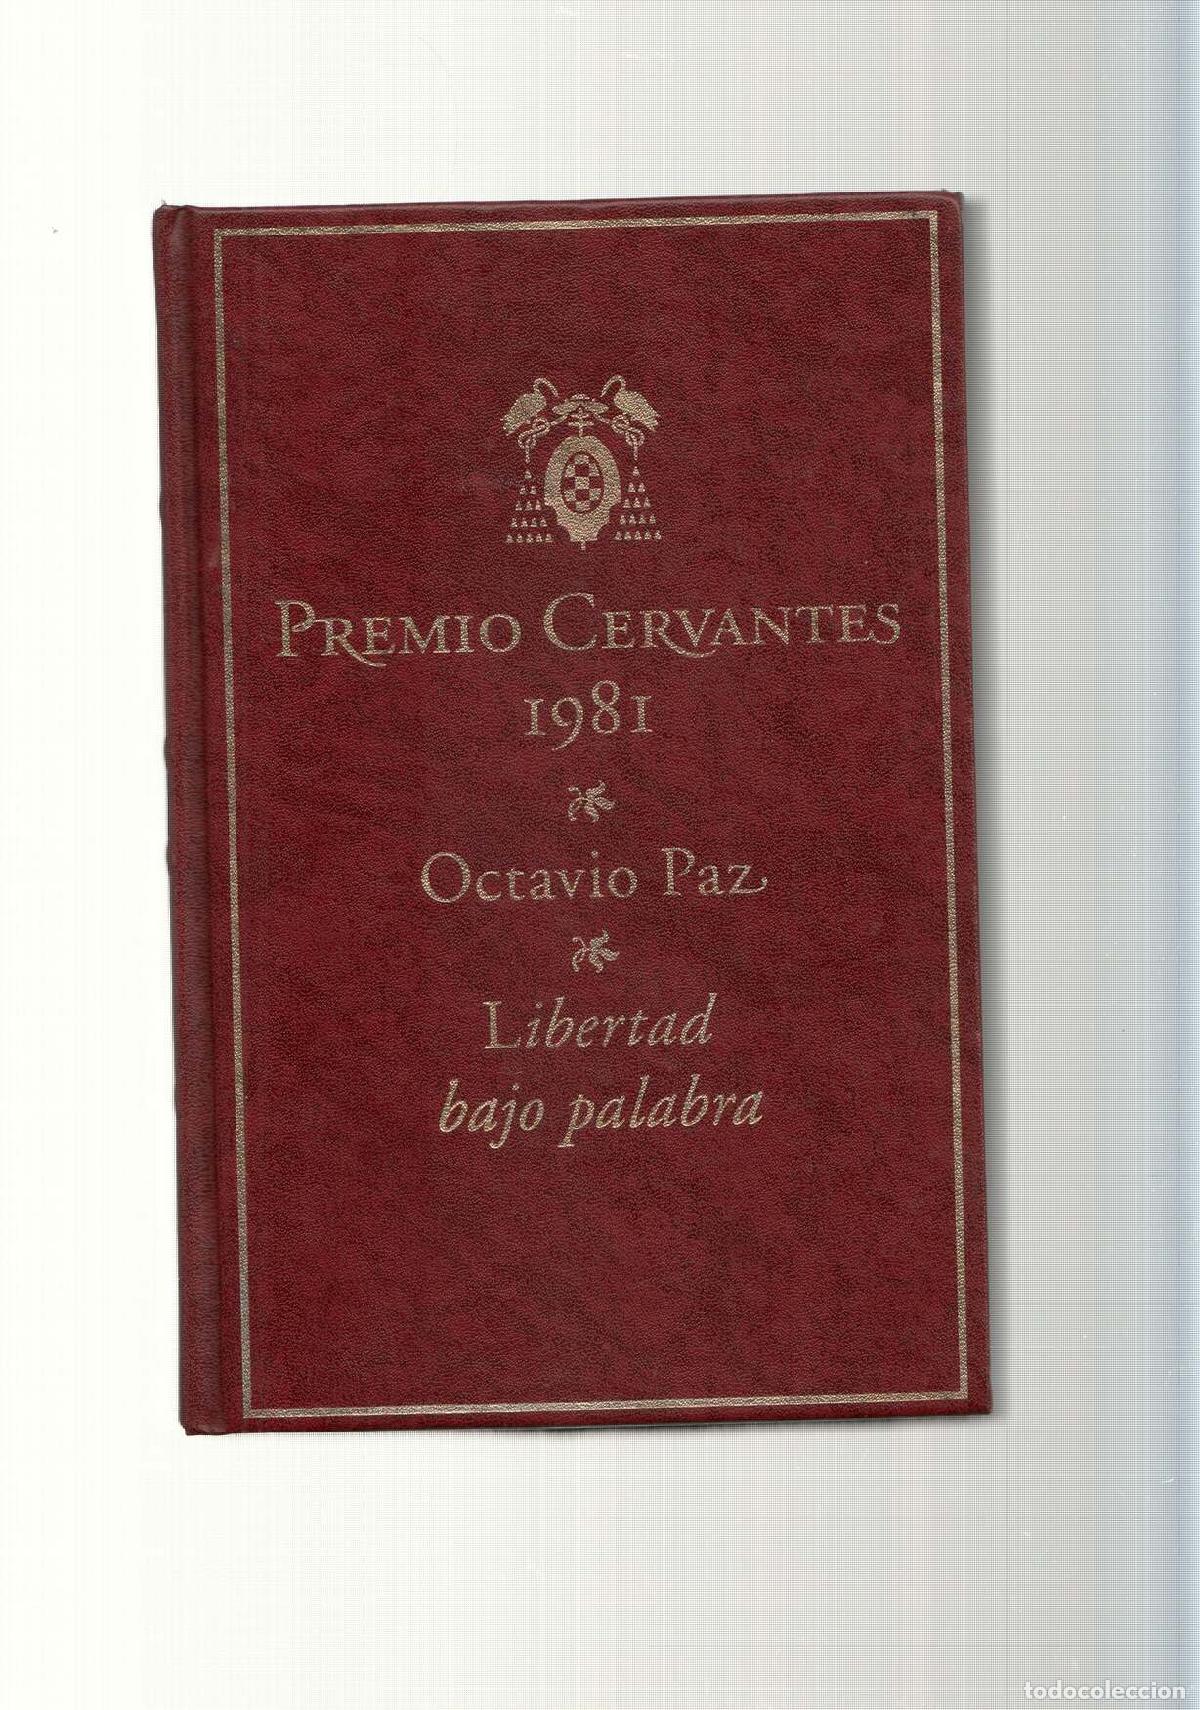 PREMIO CERVANTES
1981
Octavio Paz
Libertad
bajo palabra
todocoleccion